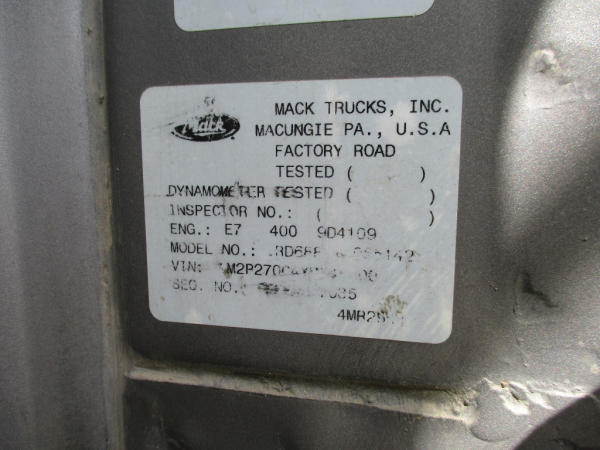 Mack
MACK TRUCKS, INC.
MACUNGIE PA., U.S.A
FACTORY ROAD
TESTED ( )
DYNAMOMETER TESTED ( )
INSPECTOR NO.: (
ENG.: E7 400 9D4109
MODEL NO.:
VIN:
SEQ. NO.